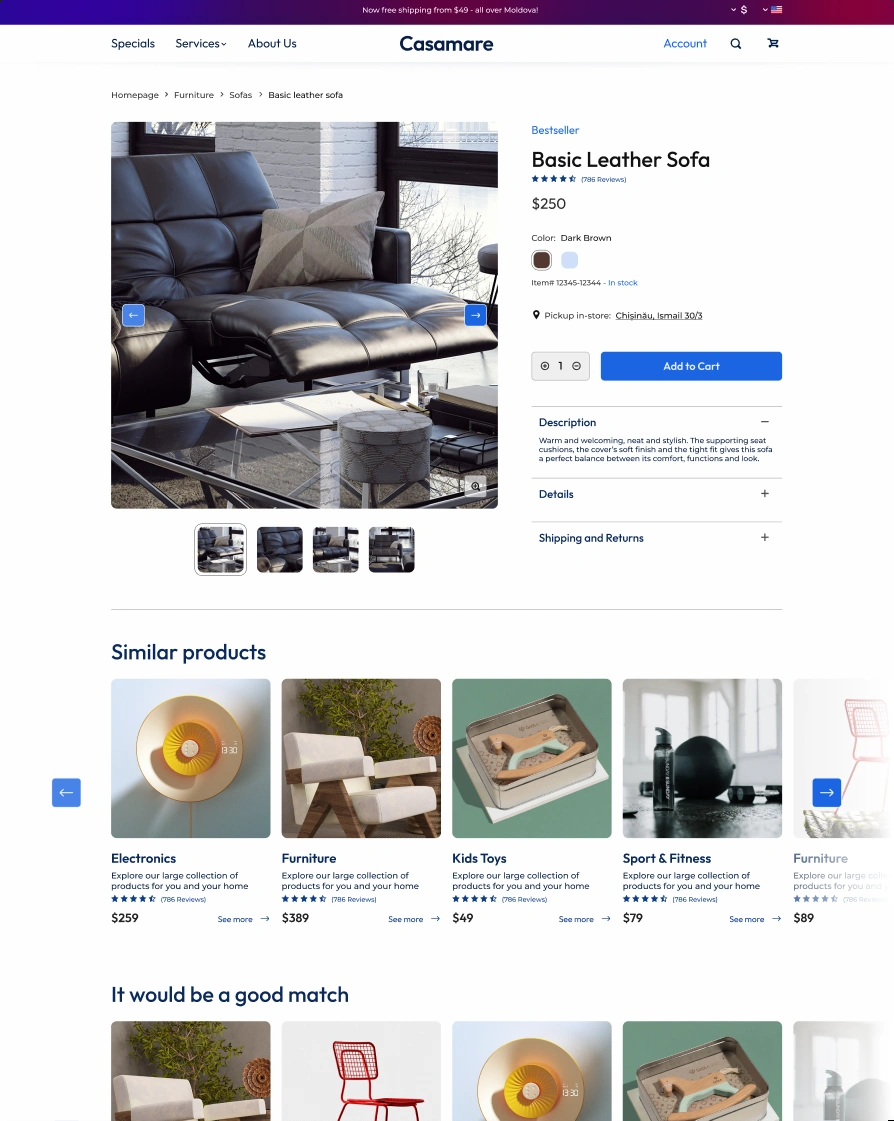 Now free shipping from $49 - all over Moldova!
$
Specials
Services
About Us
Casamare
Account
Homepage
Furniture
Sofas
Basic leather sofa
Bestseller
Basic Leather Sofa
(786 Reviews)
$250
Color: Dark Brown
Item# 12345-12344 - In stock
Pickup in-store: Chișinău, Ismail 30/3
1
Add to Cart
Description
Warm and welcoming, neat and stylish. The supporting seat
cushions, the cover's soft finish and the tight fit gives this sofa
a perfect balance between its comfort, functions and look.
Details
Shipping and Returns
Similar products
13:30
Electronics
Explore our large collection of
products for you and your home
(786 Reviews)
$259
See more
Furniture
Explore our large collection of
products for you and your home
(786 Reviews)
$389
See more
Kids Toys
Explore our large collection of
products for you and your home
(786 Reviews)
$49
See more
Sport & Fitness
Explore our large collection of
products for you and your home
(786 Reviews)
$79
See more
Furniture
Explore our large
products for you and
$89
It would be a good match
13:30